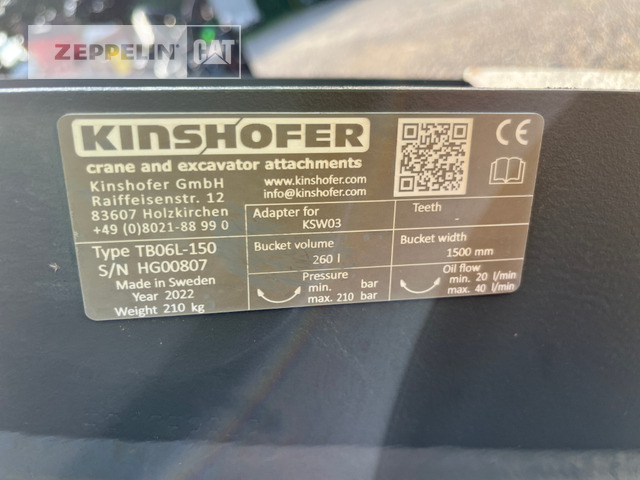 ZEPPELIN CAT
KINSHOFER
crane and excavator attachments
Kinshofer GmbH
Raiffeisenstr. 12
83607 Holzkirchen
+49 (0)8021-88 99 0
www.kinshofer.com
info@kinshofer.com
CE
Type TB06L-150
S/N HG00807
Made in Sweden
Year 2022
Weight 210 kg
Adapter for
KSW03
Teeth
Bucket volume
260 l
Bucket width
1500 mm
Pressure
min. bar
max. 210 bar
Oil flow
min. 20 l/min
max. 40 l/min